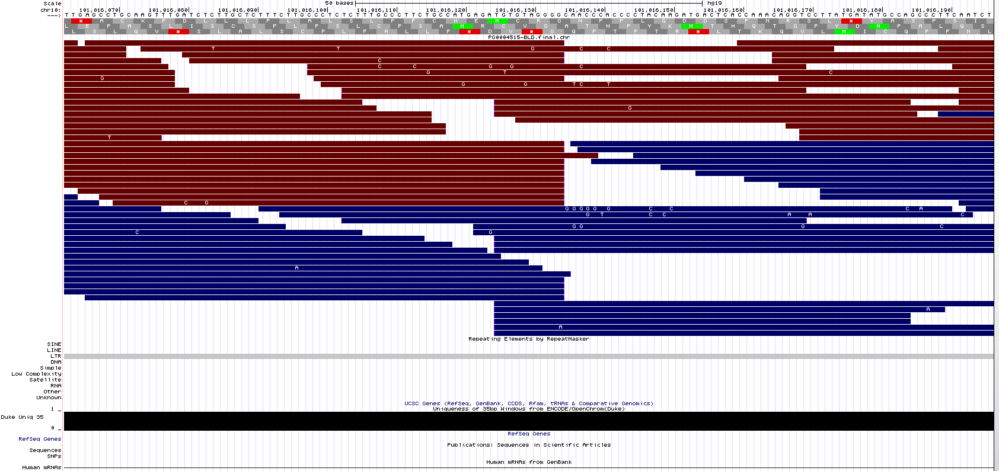 Scale 50 bases hg19
chr10: 101,016,070 101,016,080 101,016,090 101,016,100 101,016,110 101,016,120 101,016,130 101,016,140 101,016,150 101,016,160 101,016,170 101,016,180 101,016,190
---> T T G A G C C T G C A A G T T T G A T C T C T T G C T C T T T C T T G C C C T C T C T T T G C C C T T C T G C C A T G A G A T G T G T A G G G G C A A C C C A C C C C T A C A A G A T G A C T C A C C A A A C A G G T C C T T A T G A T A T G C C A G C C C T T C A A T C T
* A C K F D L L L F L A L S L P F C H E M C R G N P P L Q D D S P N R S L * Y A S P S I
L E P A S L I S C S F L P S L C P S A M R C V G A T H P Y K M T H Q T G P Y D M P A L Q S
L S L Q V * S L A L S C P L F A L L P * D V * G Q P T P T R * L T K Q V L M I C Q P F N L
PG0004515-BLD.final.chr
T T G C C
C
C C G G C
G T C
G
G G T C T
G
T
C G
G G G G G G C C C A
G T C C A A C
G G G C
C G
A
A
A
Repeating Elements by RepeatMasker
SINE
LINE
LTR
DNA
Simple
Low Complexity
Satellite
RNA
Other
Unknown
UCSC Genes (RefSeq, GenBank, CCDS, Rfam, tRNAs & Comparative Genomics)
Uniqueness of 35bp Windows from ENCODE/OpenChrom(Duke)
1 _
Duke Uniq 35
0 _
RefSeq Genes
RefSeq Genes
Publications: Sequences in Scientific Articles
Sequences
SNPs
Human mRNAs from GenBank
Human mRNAs